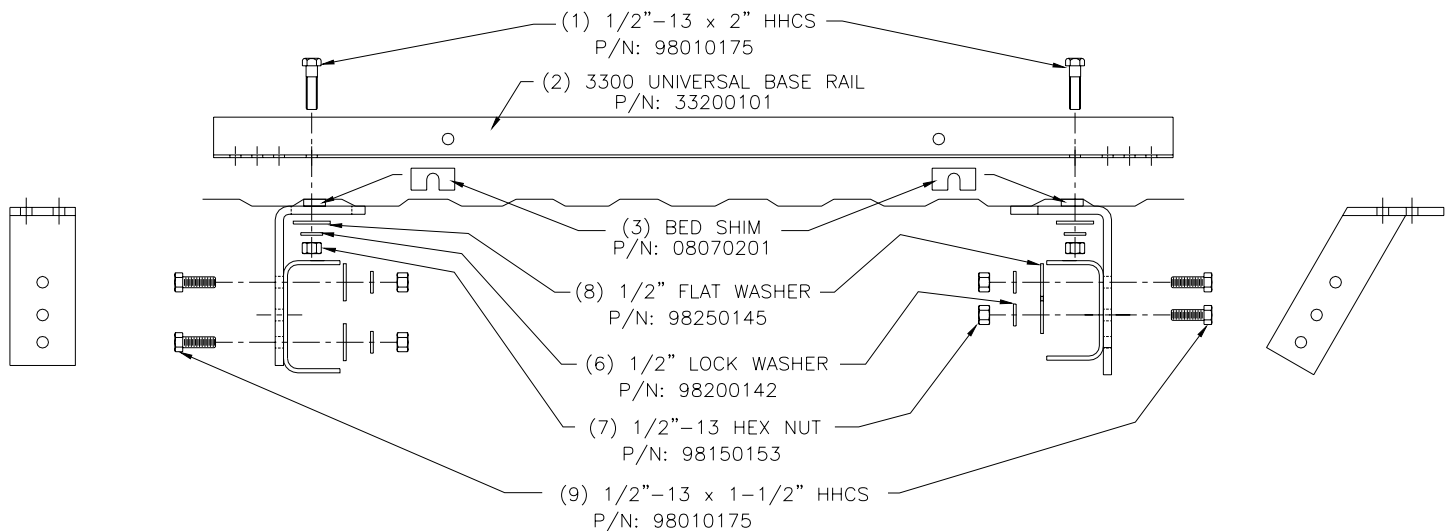 (1) 1/2"-13 x 2" HHCS
P/N: 98010175
(2) 3300 UNIVERSAL BASE RAIL
P/N: 33200101
(3) BED SHIM
P/N: 08070201
(8) 1/2" FLAT WASHER
P/N: 98250145
(6) 1/2" LOCK WASHER
P/N: 98200142
(7) 1/2"-13 HEX NUT
P/N: 98150153
(9) 1/2"-13 x 1-1/2" HHCS
P/N: 98010175